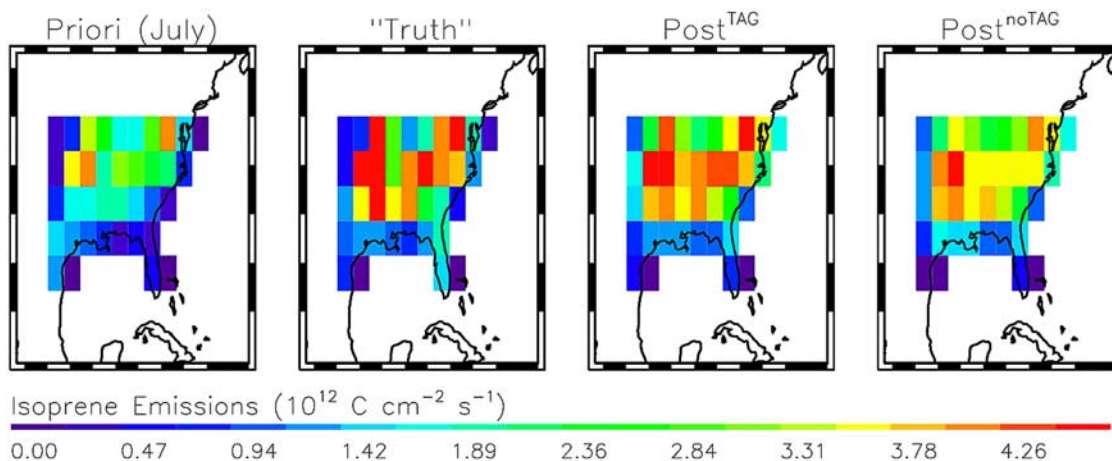 Priori (July) "Truth" Post^TAG Post^noTAG
Isoprene Emissions (10^12 C cm^-2 s^-1)
0.00 0.47 0.94 1.42 1.89 2.36 2.84 3.31 3.78 4.26